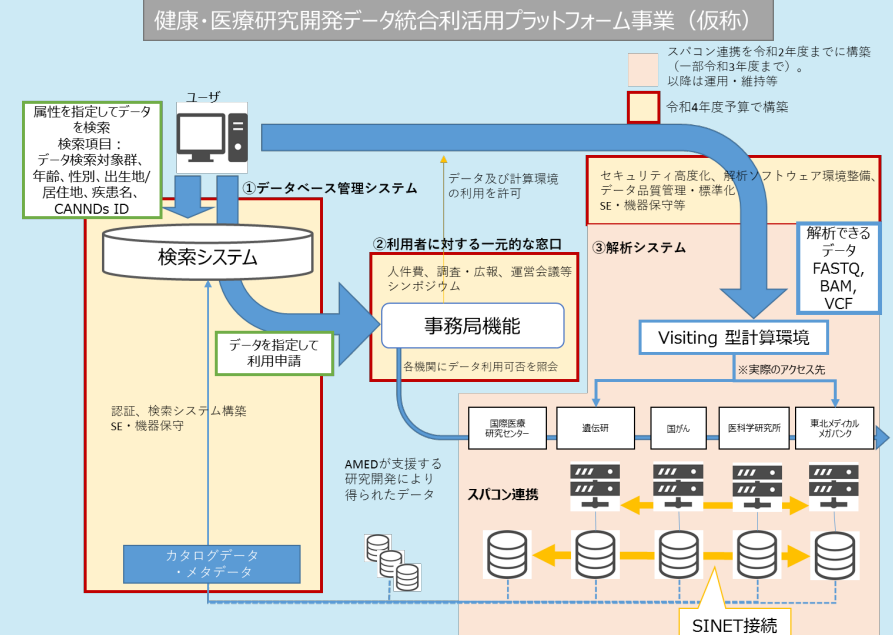 健康・医療研究開発データ統合利活用プラットフォーム事業（仮称）
スパコン連携を令和2年度までに構築
（一部令和3年度まで）。
以降は運用・維持等
令和4年度予算で構築
ユーザ
属性を指定してデータ
を検索
検索項目：
データ検索対象群、
年齢、性別、出生地/
居住地、疾患名、
CANNDs ID
①データベース管理システム
検索システム
データを指定して
利用申請
認証、検索システム構築
SE・機器保守
カタログデータ
・メタデータ
データ及び計算環境
の利用を許可
②利用者に対する一元的な窓口
人件費、調査・広報、運営会議等
シンポジウム
事務局機能
各機関にデータ利用可否を照会
AMEDが支援する
研究開発により
得られたデータ
セキュリティ高度化、解析ソフトウェア環境整備、
データ品質管理・標準化
SE・機器保守等
③解析システム
解析できる
データ
FASTQ,
BAM,
VCF
Visiting 型計算環境
※実際のアクセス先
国際医療
研究センター
遺伝研
国がん
医科学研究所
東北メディカル
メガバンク
スパコン連携
SINET接続